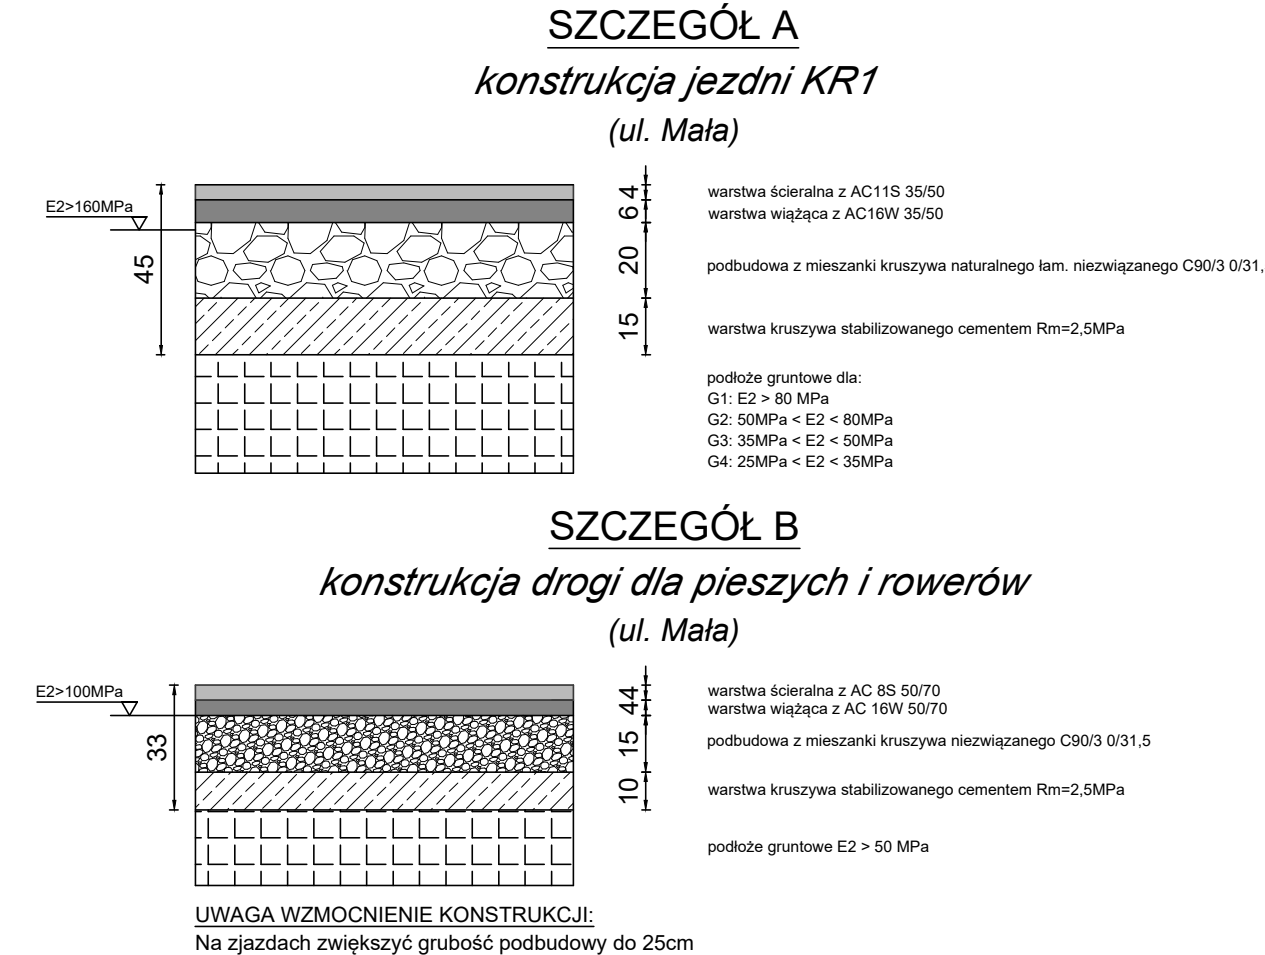 SZCZEGÓŁ A
konstrukcja jezdni KR1
(ul. Mała)
E2>160MPa
45
4
6
20
15
warstwa ścieralna z AC11S 35/50
warstwa wiążąca z AC16W 35/50
podbudowa z mieszanki kruszywa naturalnego łam. niezwiązanego C90/3 0/31,
warstwa kruszywa stabilizowanego cementem Rm=2,5MPa
podłoże gruntowe dla:
G1: E2 > 80 MPa
G2: 50MPa < E2 < 80MPa
G3: 35MPa < E2 < 50MPa
G4: 25MPa < E2 < 35MPa
SZCZEGÓŁ B
konstrukcja drogi dla pieszych i rowerów
(ul. Mała)
E2>100MPa
33
4
4
15
10
warstwa ścieralna z AC 8S 50/70
warstwa wiążąca z AC 16W 50/70
podbudowa z mieszanki kruszywa niezwiązanego C90/3 0/31,5
warstwa kruszywa stabilizowanego cementem Rm=2,5MPa
podłoże gruntowe E2 > 50 MPa
UWAGA WZMOCNIENIE KONSTRUKCJI:
Na zjazdach zwiększyć grubość podbudowy do 25cm